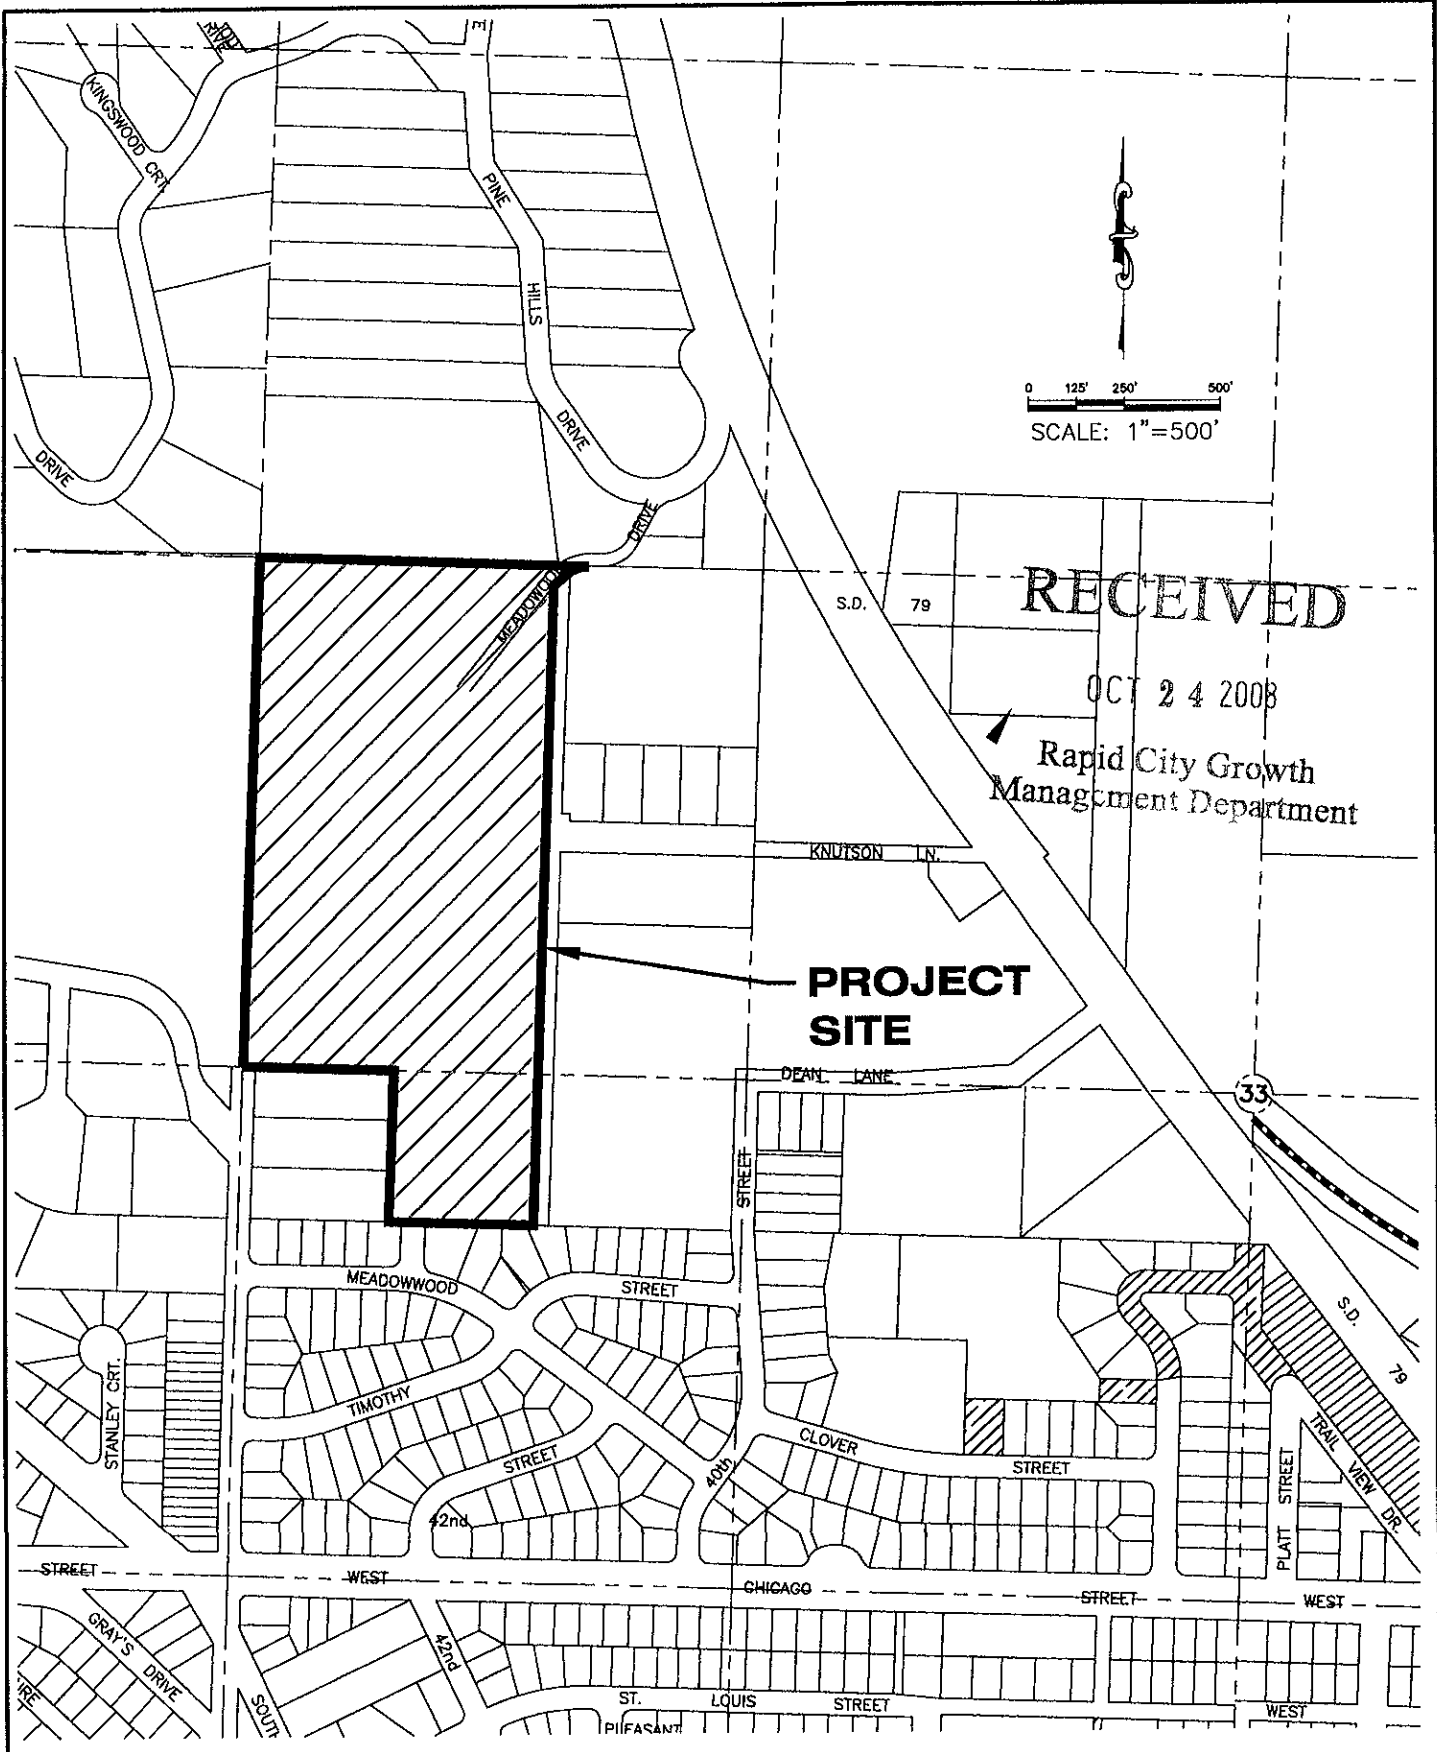 E
KINGSWOOD CRT.
PINE
HILLS
DRIVE
DRIVE
DRIVE
MEADOWOOD
0 125' 250' 500'
SCALE: 1"=500'
S.D. 79
RECEIVED
OCT 24 2008
Rapid City Growth
Management Department
KNUTSON LN.
PROJECT
SITE
DEAN LANE
STREET
33
S.D.
79
MEADOWWOOD
STREET
STANLEY CRT.
TIMOTHY
STREET
42nd
40th
CLOVER
STREET
PLATT STREET
TRAIL VIEW DR.
STREET WEST CHICAGO STREET WEST
GRAY'S DRIVE
42nd
SOUTH
ST. LOUIS STREET
WEST
PLEASANT